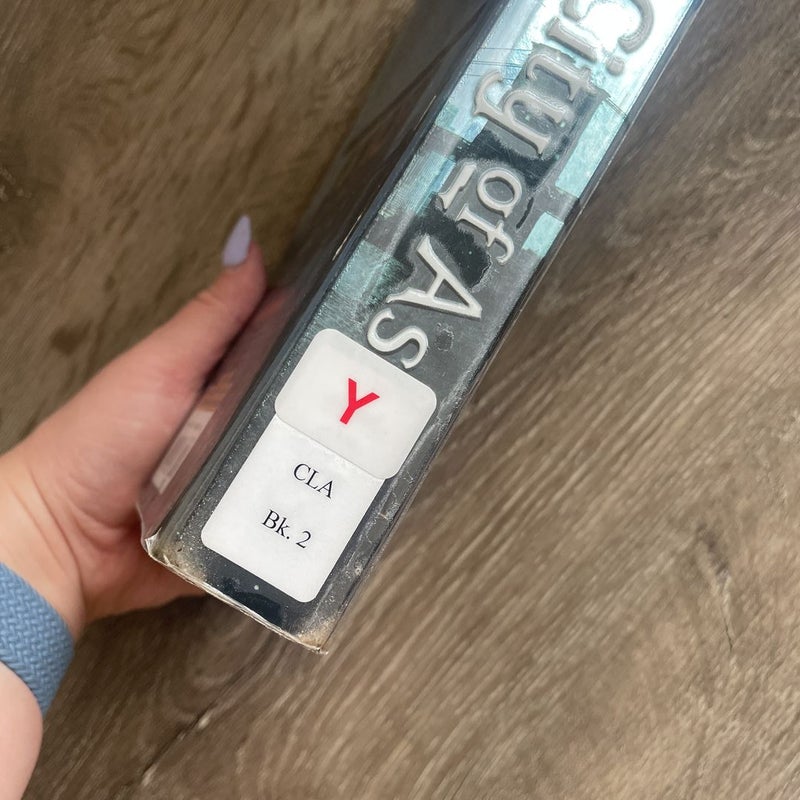 City of As
Y
CLA
Bk. 2